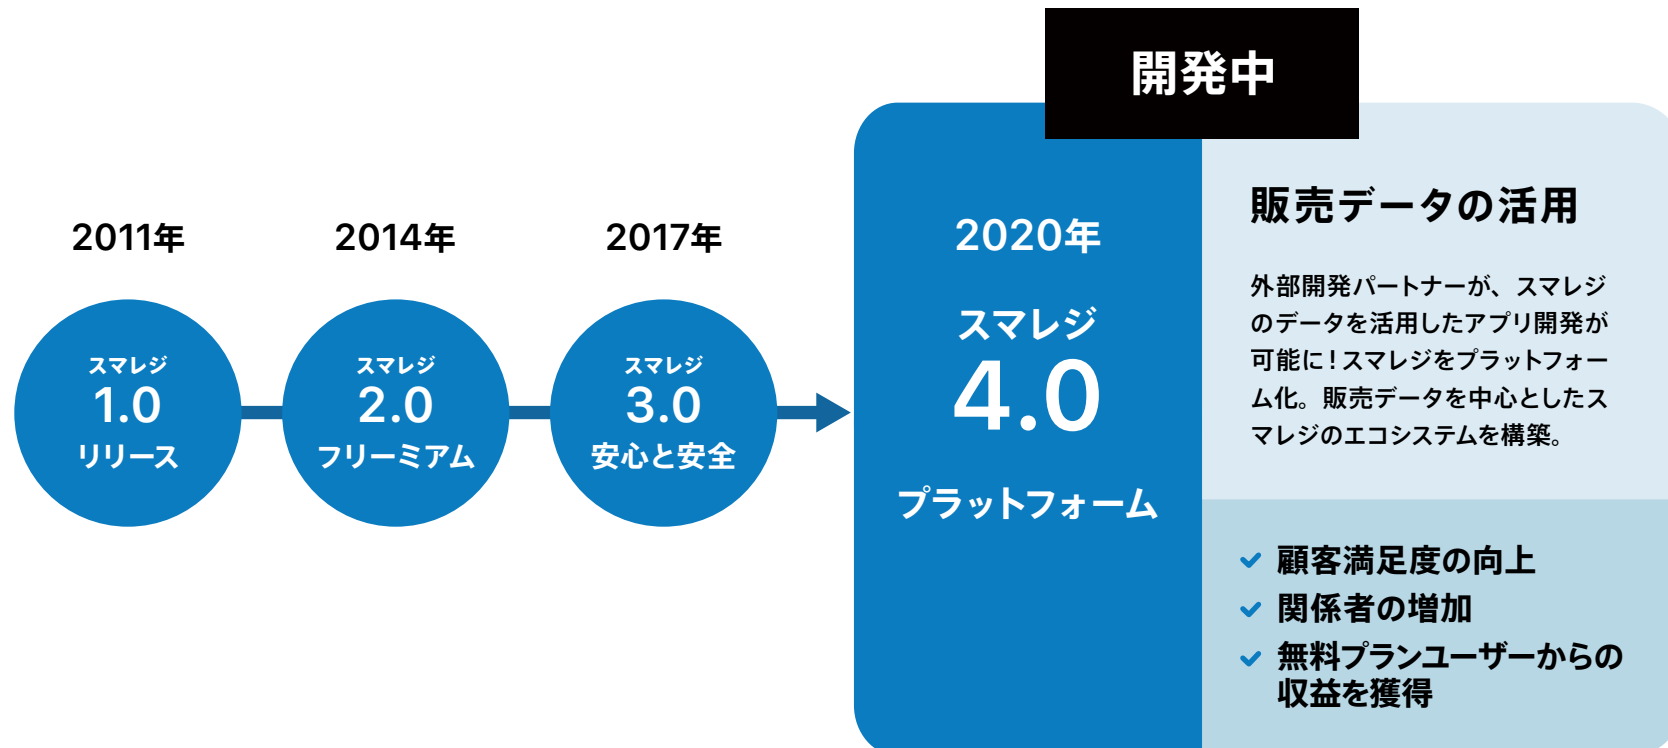 開発中
2011年
スマレジ
1.0
リリース
2014年
スマレジ
2.0
フリーミアム
2017年
スマレジ
3.0
安心と安全
2020年
スマレジ
4.0
プラットフォーム
販売データの活用
外部開発パートナーが、スマレジ
のデータを活用したアプリ開発が
可能に！スマレジをプラットフォー
ム化。販売データを中心としたス
マレジのエコシステムを構築。
顧客満足度の向上
関係者の増加
無料プランユーザーからの
収益を獲得